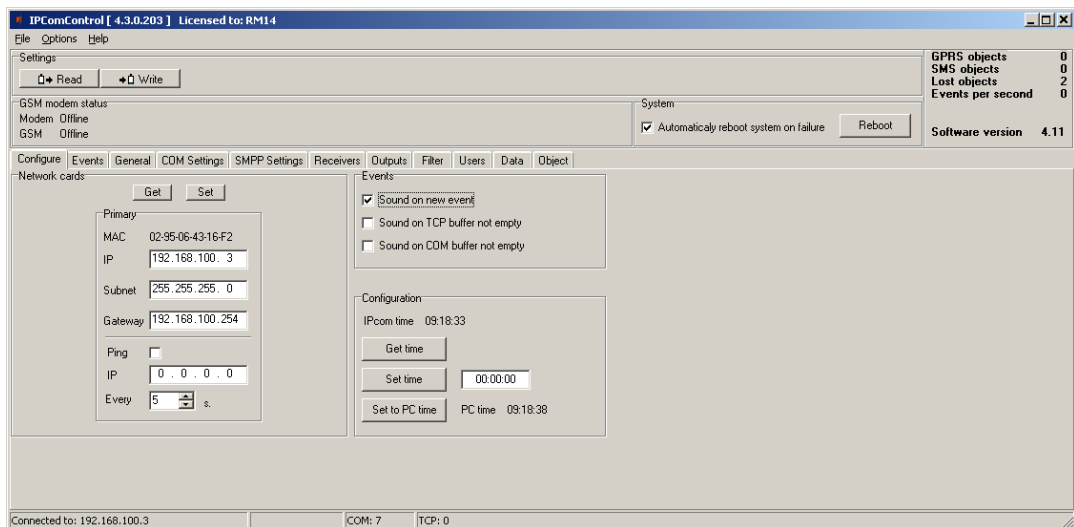 IPComControl [ 4.3.0.203 ] Licensed to: RM14
File Options Help
Settings
Read Write
GPRS objects 0
SMS objects 0
Lost objects 2
Events per second 0
Software version 4.11
GSM modem status
Modem Offline
GSM Offline
System
Automaticaly reboot system on failure Reboot
Configure Events General COM Settings SMPP Settings Receivers Outputs Filter Users Data Object
Network cards
Get Set
Primary
MAC 02-95-06-43-16-F2
IP 192.168.100. 3
Subnet 255.255.255. 0
Gateway 192.168.100.254
Ping
IP 0 . 0 . 0 . 0
Every 5 s.
Events
Sound on new event
Sound on TCP buffer not empty
Sound on COM buffer not empty
Configuration
IPcom time 09:18:33
Get time
Set time 00:00:00
Set to PC time PC time 09:18:38
Connected to: 192.168.100.3 COM: 7 TCP: 0